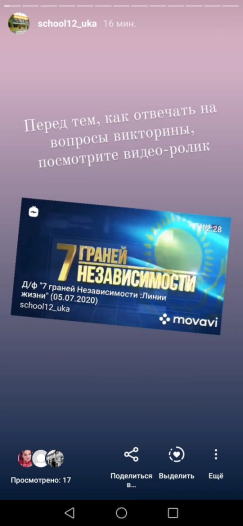 school12_uka 16 мин.
Перед тем, как отвечать на
вопросы викторины,
посмотрите видео-ролик
12:28
7 ГРАНЕЙ
НЕЗАВИСИМОСТИ
Д/ф "7 граней Независимости :Линии
жизни" (05.07.2020)
school12_uka
movavi
Просмотрено: 17
Поделиться
в...
Выделить
Ещё